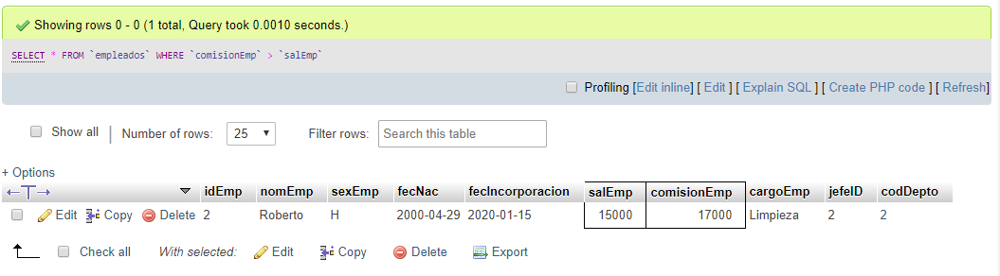 Showing rows 0 - 0 (1 total, Query took 0.0010 seconds.)
SELECT * FROM `empleados` WHERE `comisionEmp` > `salEmp`
Profiling [Edit inline] [ Edit ] [ Explain SQL ] [ Create PHP code ] [ Refresh]
Show all | Number of rows: 25 Filter rows: Search this table
+ Options
idEmp nomEmp sexEmp fecNac fecIncorporacion salEmp comisionEmp cargoEmp jefeID codDepto
Edit Copy Delete 2 Roberto H 2000-04-29 2020-01-15 15000 17000 Limpieza 2 2
Check all With selected: Edit Copy Delete Export